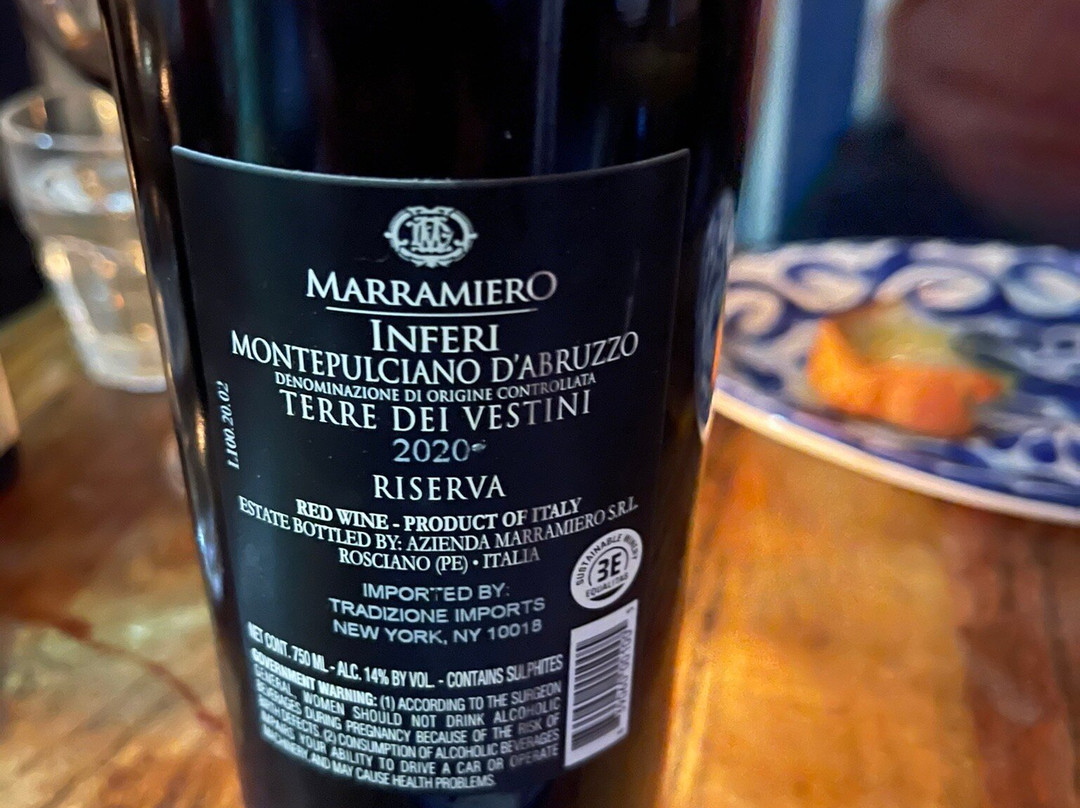 MARRAMIERO
INFERI
MONTEPULCIANO D'ABRUZZO
DENOMINAZIONE DI ORIGINE CONTROLLATA
TERRE DEI VESTINI
2020
RISERVA
RED WINE - PRODUCT OF ITALY
ESTATE BOTTLED BY: AZIENDA MARRAMIERO S.R.L.
ROSCIANO (PE) • ITALIA
L100.20.02
SUSTAINABLE WINERY
3E
EQUALITAS
IMPORTED BY:
TRADIZIONE IMPORTS
NEW YORK, NY 10018
NET CONT. 750 ML - ALC. 14% BY VOL. - CONTAINS SULPHITES
GOVERNMENT WARNING: (1) ACCORDING TO THE SURGEON
GENERAL, WOMEN SHOULD NOT DRINK ALCOHOLIC
BEVERAGES DURING PREGNANCY BECAUSE OF THE RISK OF
BIRTH DEFECTS. (2) CONSUMPTION OF ALCOHOLIC BEVERAGES
IMPAIRS YOUR ABILITY TO DRIVE A CAR OR OPERATE
MACHINERY, AND MAY CAUSE HEALTH PROBLEMS.